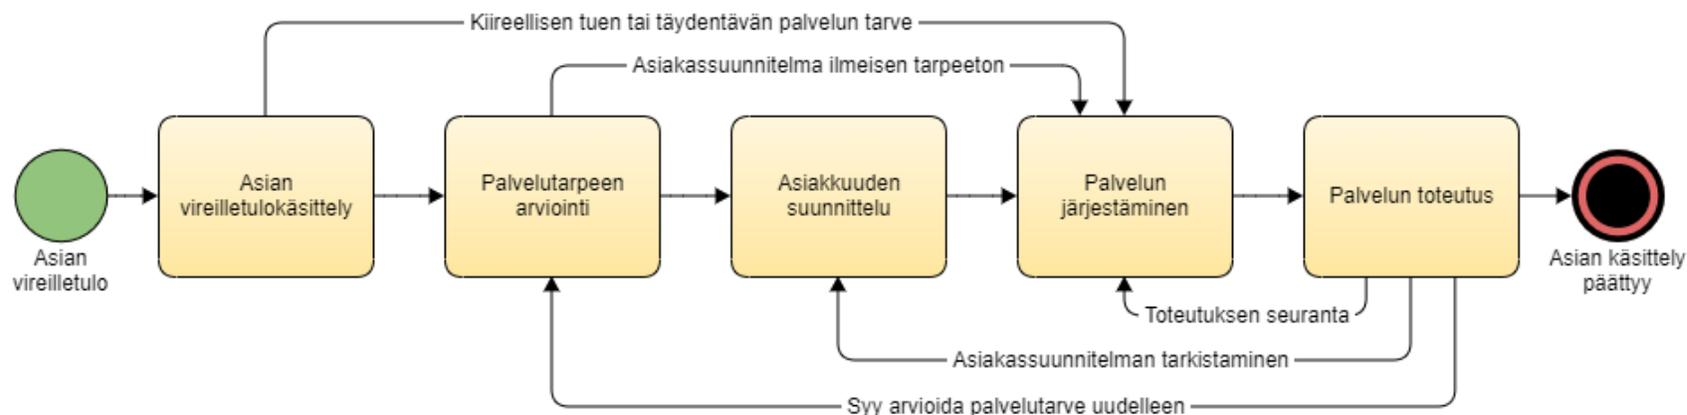 Kiireellisen tuen tai täydentävän palvelun tarve
Asiakassuunnitelma ilmeisen tarpeeton
Asian
vireilletulo
Asian
vireilletulokäsittely
Palvelutarpeen
arviointi
Asiakkuuden
suunnittelu
Palvelun
järjestäminen
Palvelun toteutus
Asian käsittely
päättyy
Toteutuksen seuranta
Asiakassuunnitelman tarkistaminen
Syy arvioida palvelutarve uudelleen